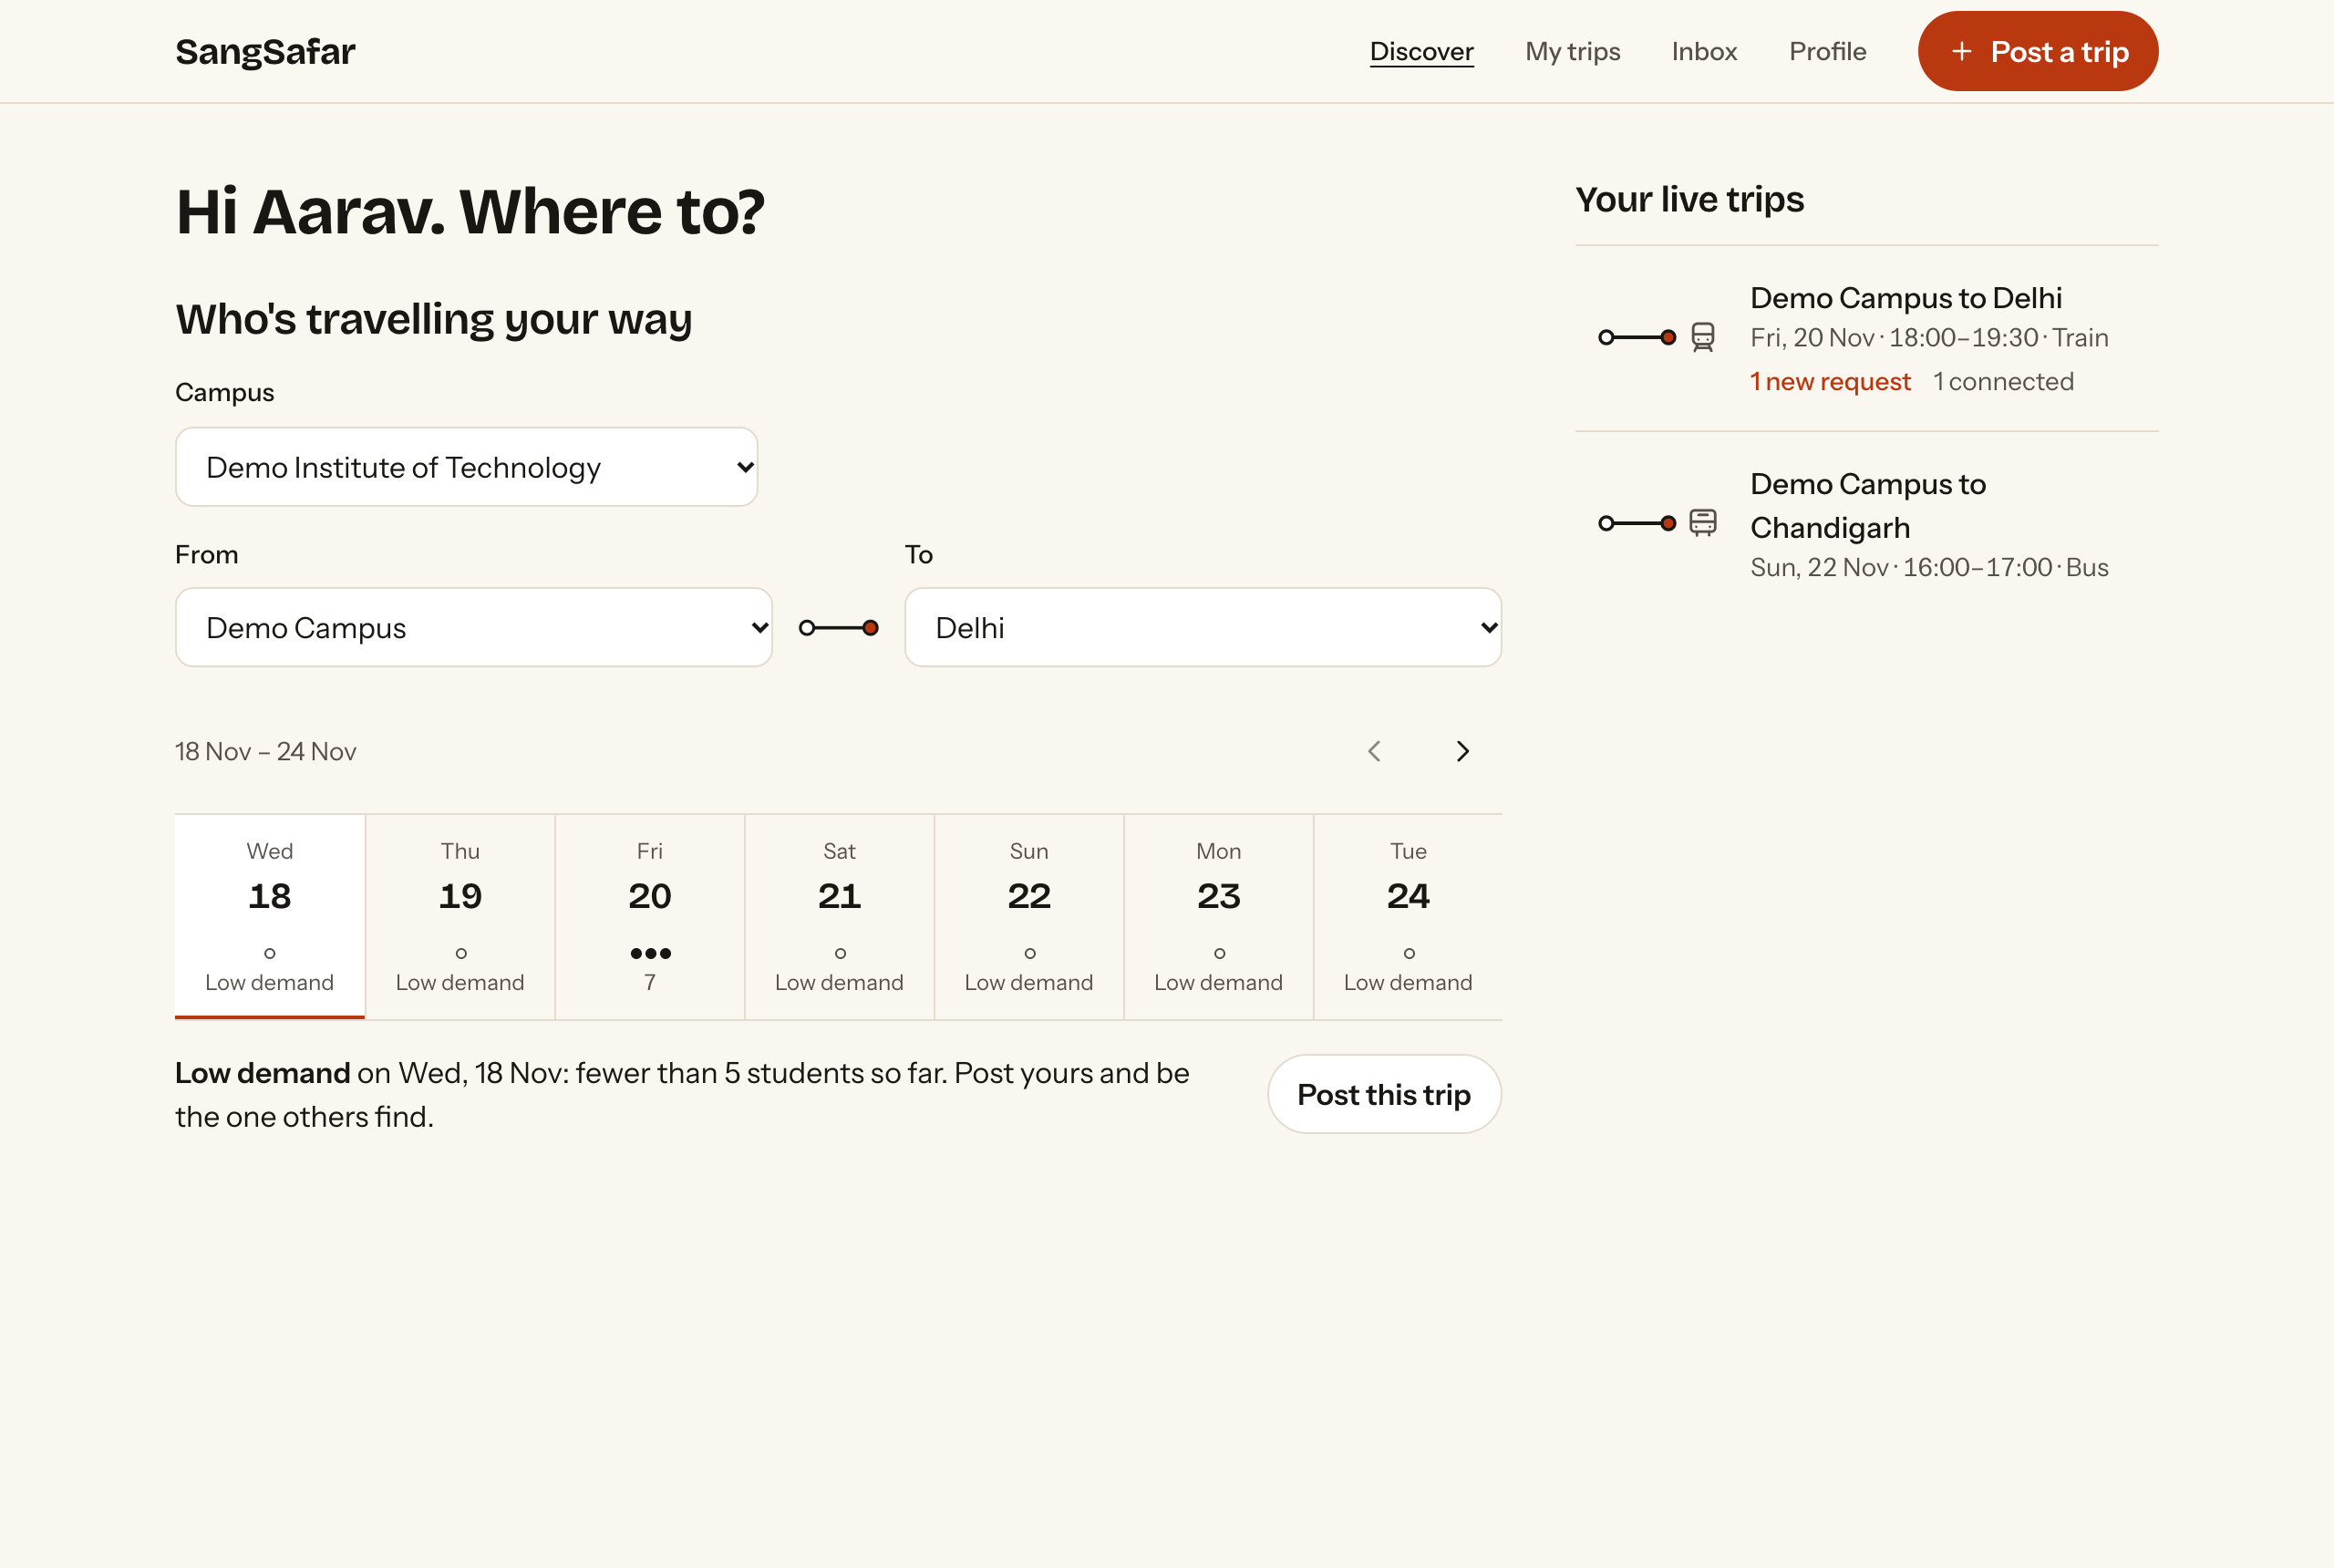 SangSafar
Discover
My trips
Inbox
Profile
+ Post a trip
Hi Aarav. Where to?
Who's travelling your way
Campus
Demo Institute of Technology
From
To
Demo Campus
Delhi
18 Nov – 24 Nov
Wed
18
Low demand
Thu
19
Low demand
Fri
20
7
Sat
21
Low demand
Sun
22
Low demand
Mon
23
Low demand
Tue
24
Low demand
Low demand on Wed, 18 Nov: fewer than 5 students so far. Post yours and be
the one others find.
Post this trip
Your live trips
Demo Campus to Delhi
Fri, 20 Nov · 18:00–19:30 · Train
1 new request 1 connected
Demo Campus to
Chandigarh
Sun, 22 Nov · 16:00–17:00 · Bus